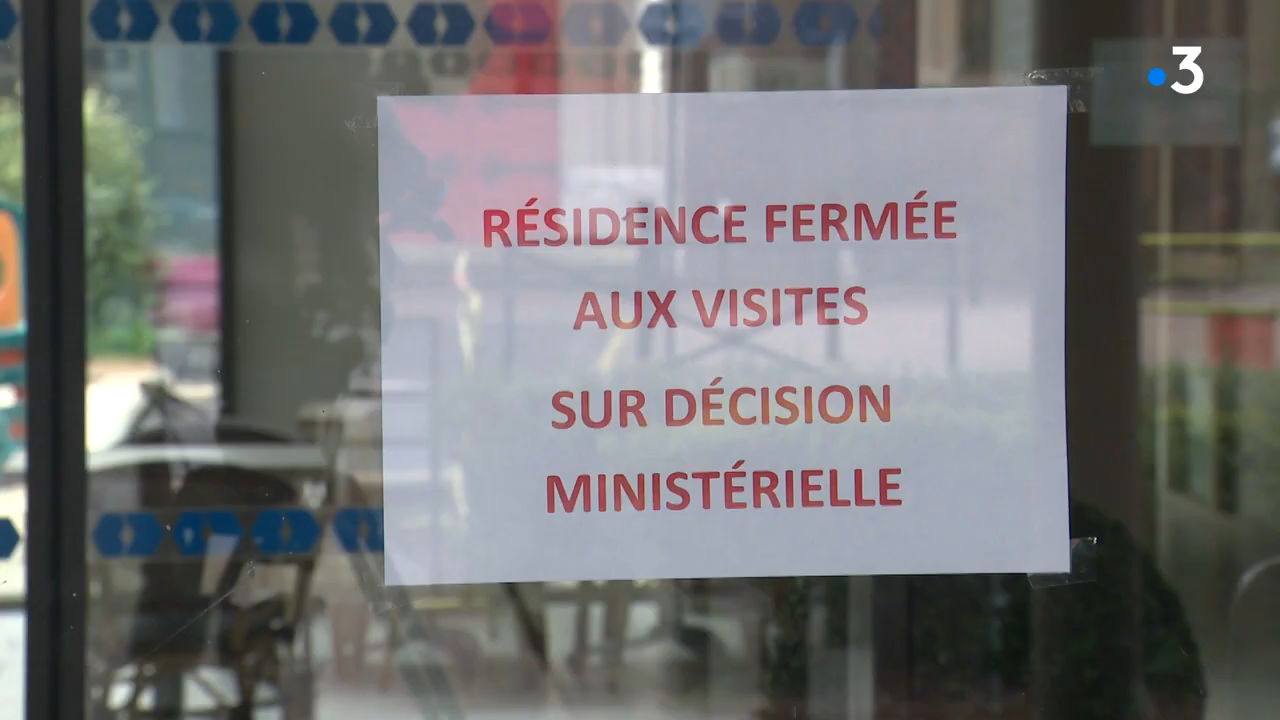 3
RÉSIDENCE FERMÉE
AUX VISITES
SUR DÉCISION
MINISTÉRIELLE